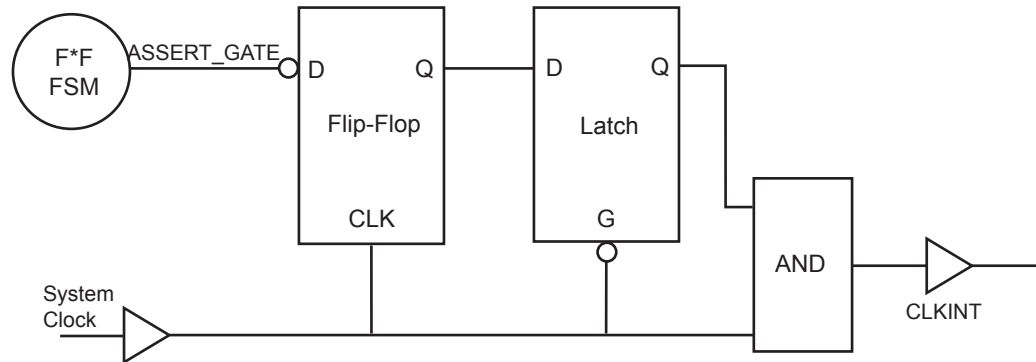 F*F
FSM
ASSERT_GATE
D
Q
Flip-Flop
CLK
D
Q
Latch
G
AND
System
Clock
CLKINT